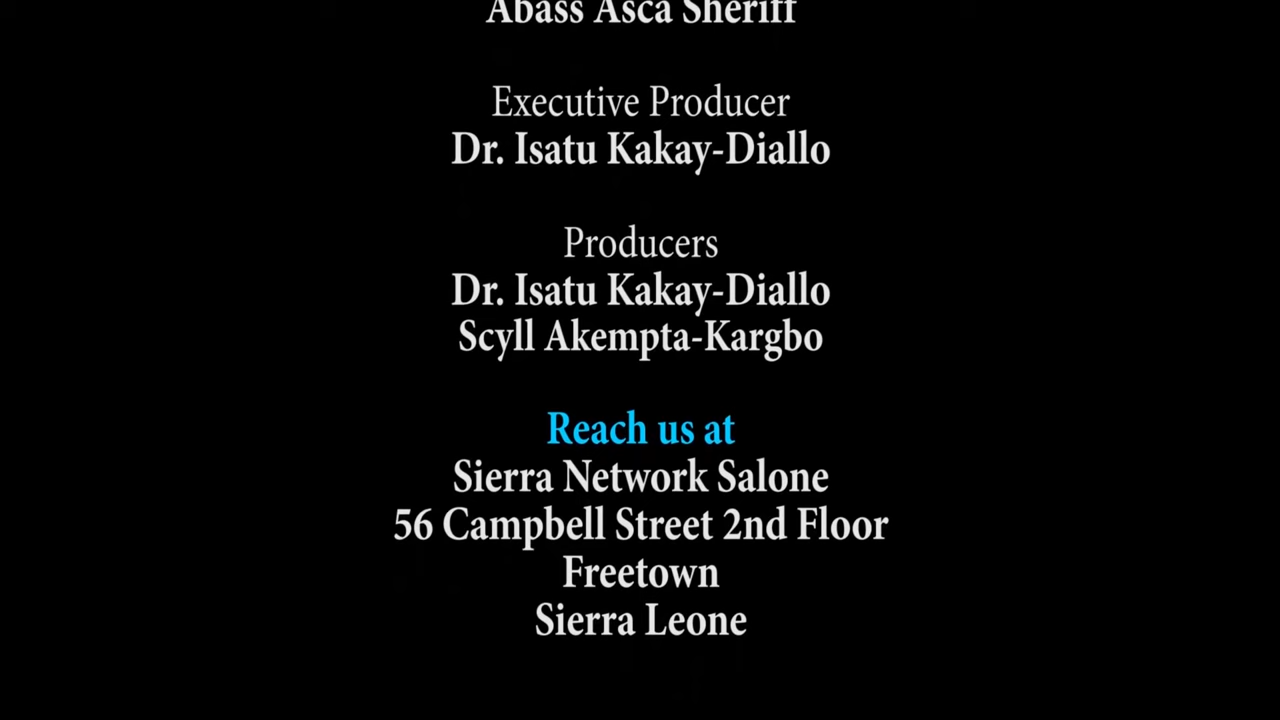 Abass Asca Sheriff
Executive Producer
Dr. Isatu Kakay-Diallo
Producers
Dr. Isatu Kakay-Diallo
Scyll Akempta-Kargbo
Reach us at
Sierra Network Salone
56 Campbell Street 2nd Floor
Freetown
Sierra Leone